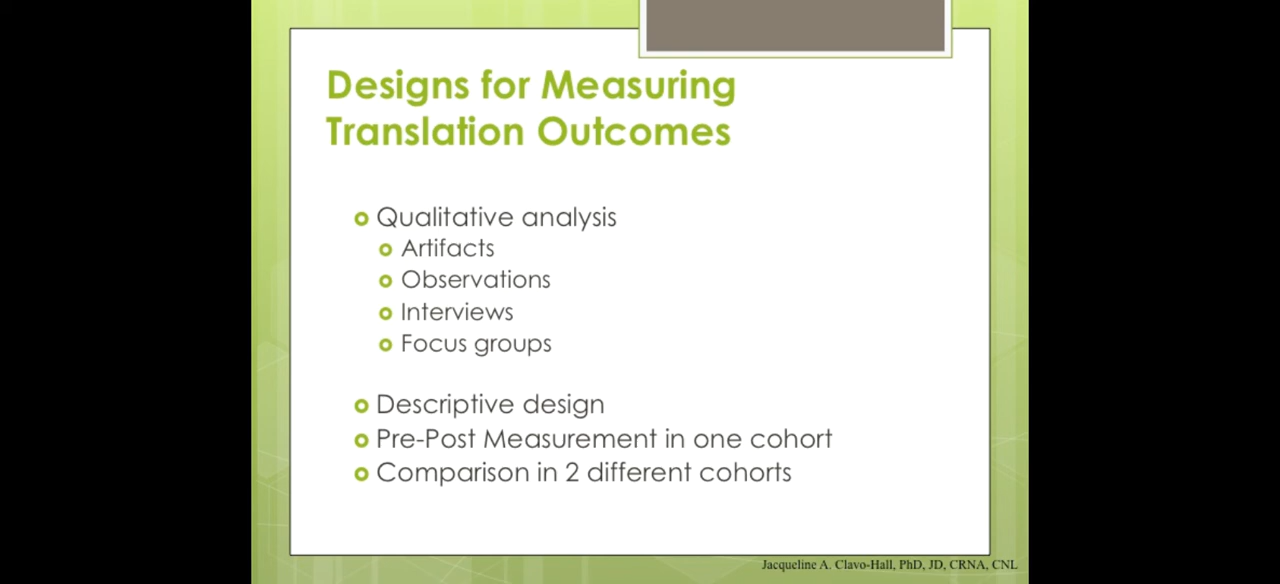 Designs for Measuring
Translation Outcomes
Qualitative analysis
Artifacts
Observations
Interviews
Focus groups
Descriptive design
Pre-Post Measurement in one cohort
Comparison in 2 different cohorts
Jacqueline A. Clavo-Hall, PhD, JD, CRNA, CNL